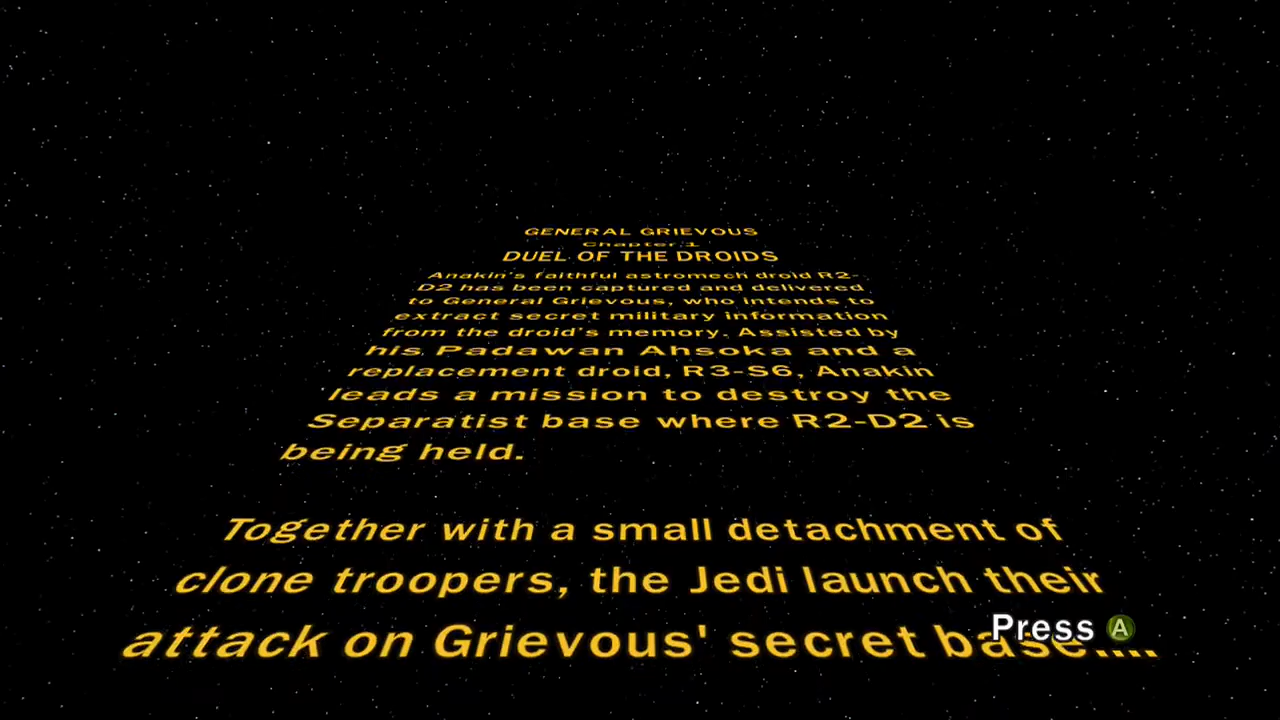 GENERAL GRIEVOUS
Chapter 1
DUEL OF THE DROIDS
Anakin's faithful astromech droid R2-
D2 has been captured and delivered
to General Grievous, who intends to
extract secret military information
from the droid's memory. Assisted by
his Padawan Ahsoka and a
replacement droid, R3-S6, Anakin
leads a mission to destroy the
Separatist base where R2-D2 is
being held.
Together with a small detachment of
clone troopers, the Jedi launch their
attack on Grievous' secret base....
Press A